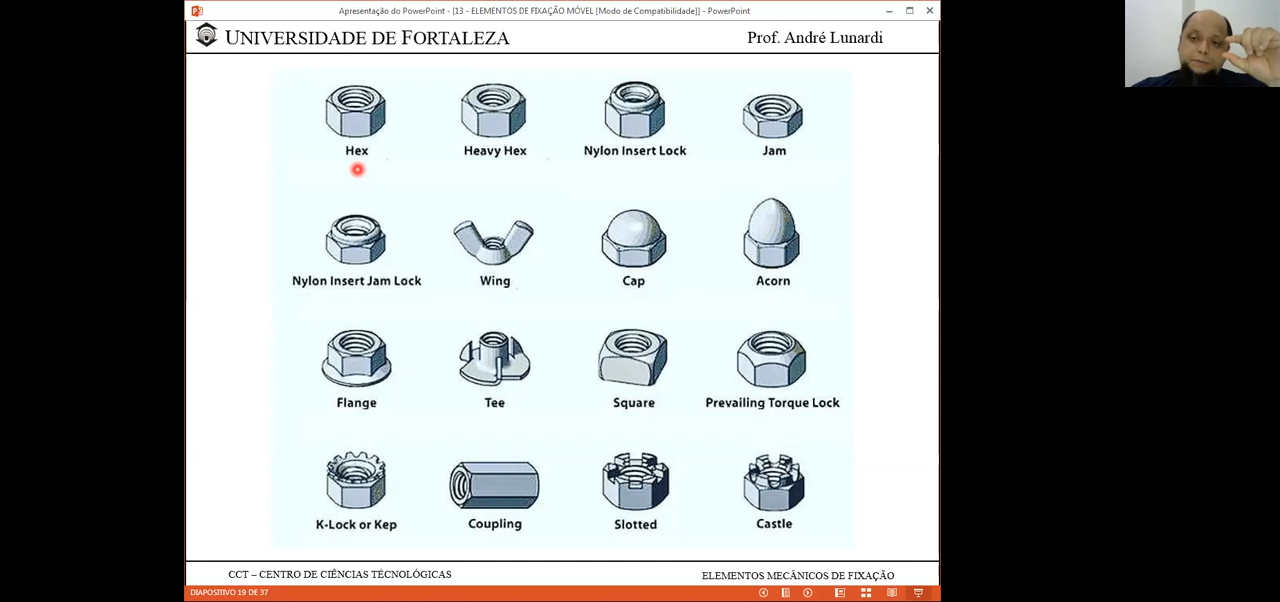 Apresentação do PowerPoint - [13 - ELEMENTOS DE FIXAÇÃO MÓVEL [Modo de Compatibilidade]] - PowerPoint
UNIVERSIDADE DE FORTALEZA Prof. André Lunardi
Hex Heavy Hex Nylon Insert Lock Jam
Nylon Insert Jam Lock Wing Cap Acorn
Flange Tee Square Prevailing Torque Lock
K-Lock or Kep Coupling Slotted Castle
CCT – CENTRO DE CIÊNCIAS TÉCNOLÓGICAS ELEMENTOS MECÂNICOS DE FIXAÇÃO
DIAPOSITIVO 19 DE 37